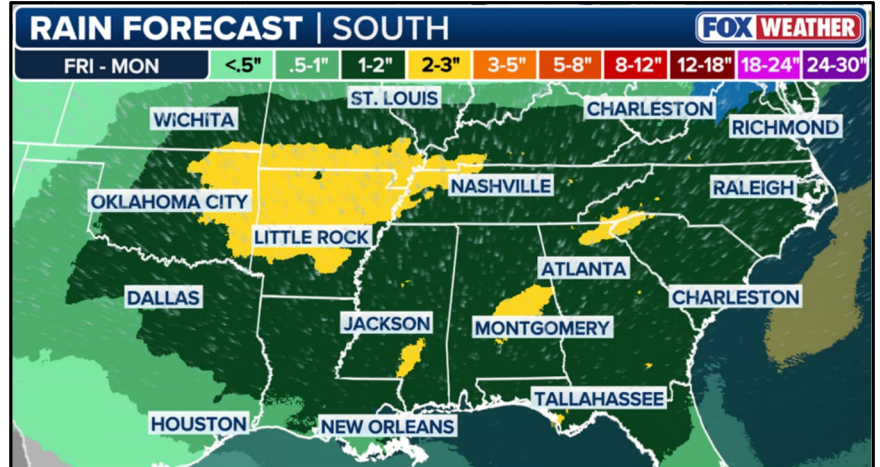 RAIN FORECAST | SOUTH
FOX WEATHER
FRI - MON
<.5" .5-1" 1-2" 2-3" 3-5" 5-8" 8-12" 12-18" 18-24" 24-30"
ST. LOUIS
WICHITA
CHARLESTON
RICHMOND
NASHVILLE
RALEIGH
OKLAHOMA CITY
LITTLE ROCK
ATLANTA
DALLAS
CHARLESTON
JACKSON
MONTGOMERY
TALLAHASSEE
HOUSTON
NEW ORLEANS